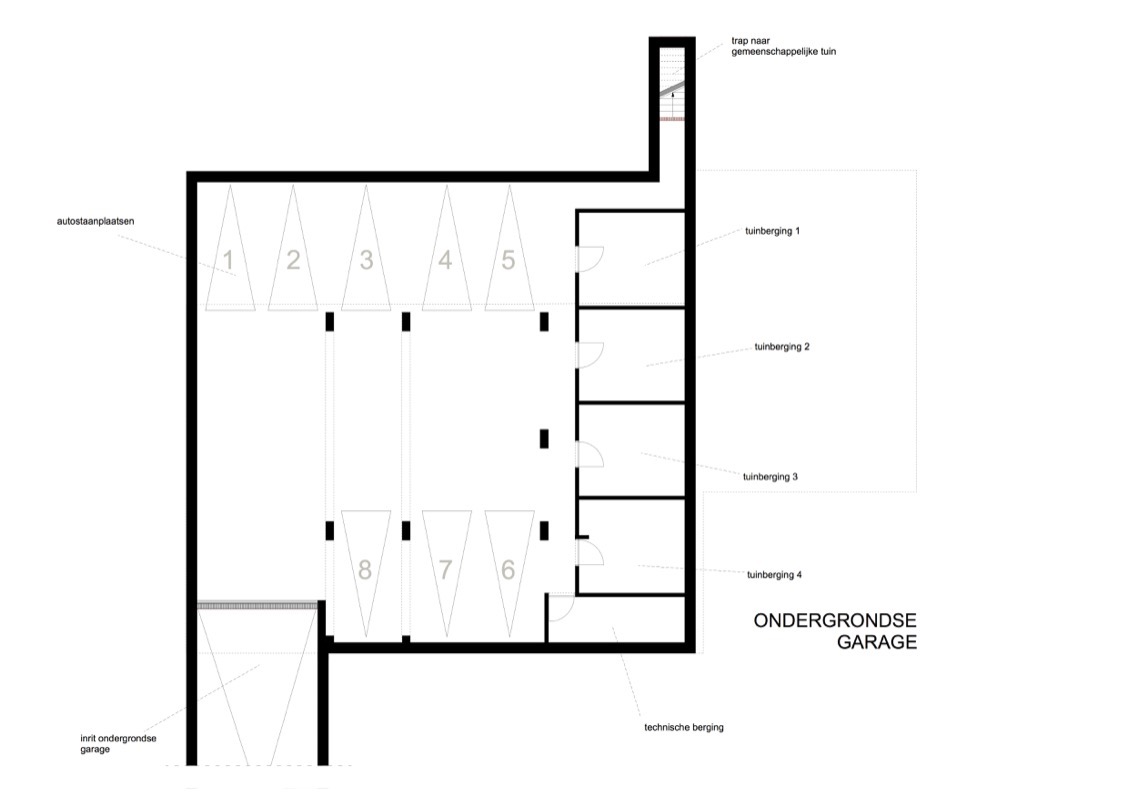 trap naar
gemeenschappelijke tuin
autostaanplaatsen
tuinberging 1
1
2
3
4
5
tuinberging 2
tuinberging 3
8
7
6
tuinberging 4
ONDERGRONDSE
GARAGE
technische berging
inrit ondergrondse
garage